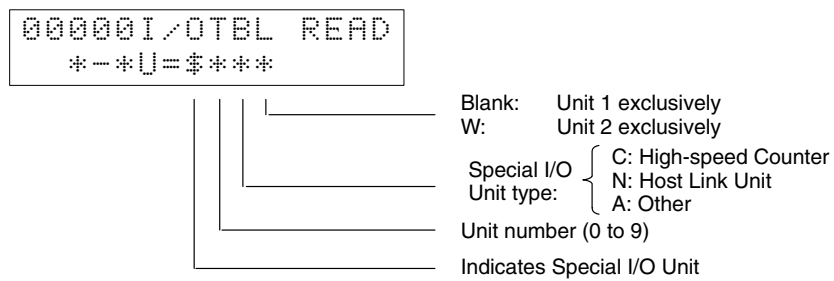 00000I/OTBL READ
*-*U=$***
Blank: Unit 1 exclusively
W: Unit 2 exclusively
Special I/O Unit type:
C: High-speed Counter
N: Host Link Unit
A: Other
Unit number (0 to 9)
Indicates Special I/O Unit